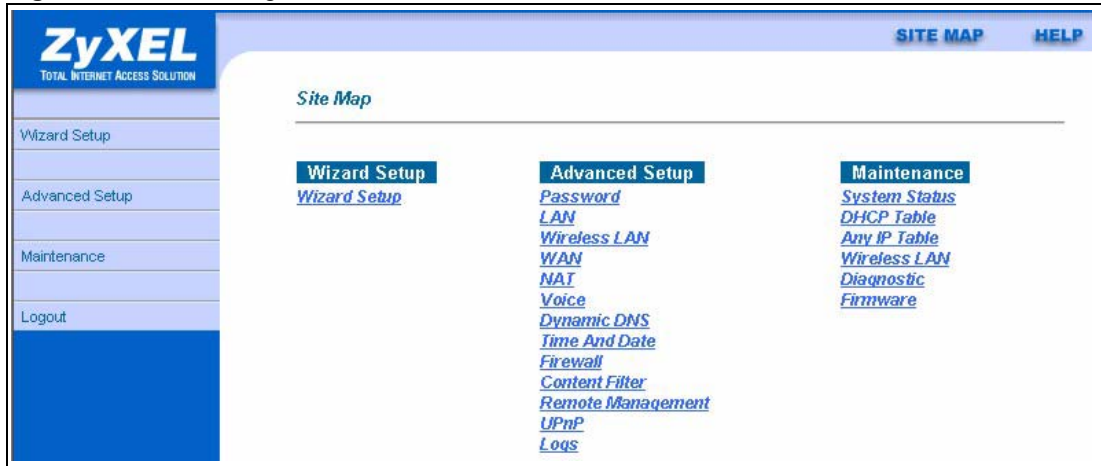 ZyXEL
TOTAL INTERNET ACCESS SOLUTION
SITE MAP
HELP
Wizard Setup
Advanced Setup
Maintenance
Logout
Site Map
Wizard Setup
Wizard Setup
Advanced Setup
Password
LAN
Wireless LAN
WAN
NAT
Voice
Dynamic DNS
Time And Date
Firewall
Content Filter
Remote Management
UPnP
Logs
Maintenance
System Status
DHCP Table
Any IP Table
Wireless LAN
Diagnostic
Firmware